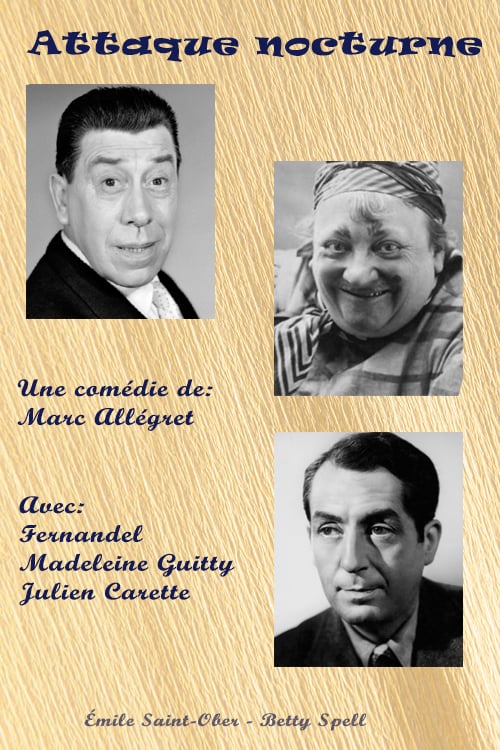 Attaque nocturne
Une comédie de:
Marc Allégret
Avec:
Fernandel
Madeleine Guitty
Julien Carette
Émile Saint-Ober - Betty Spell